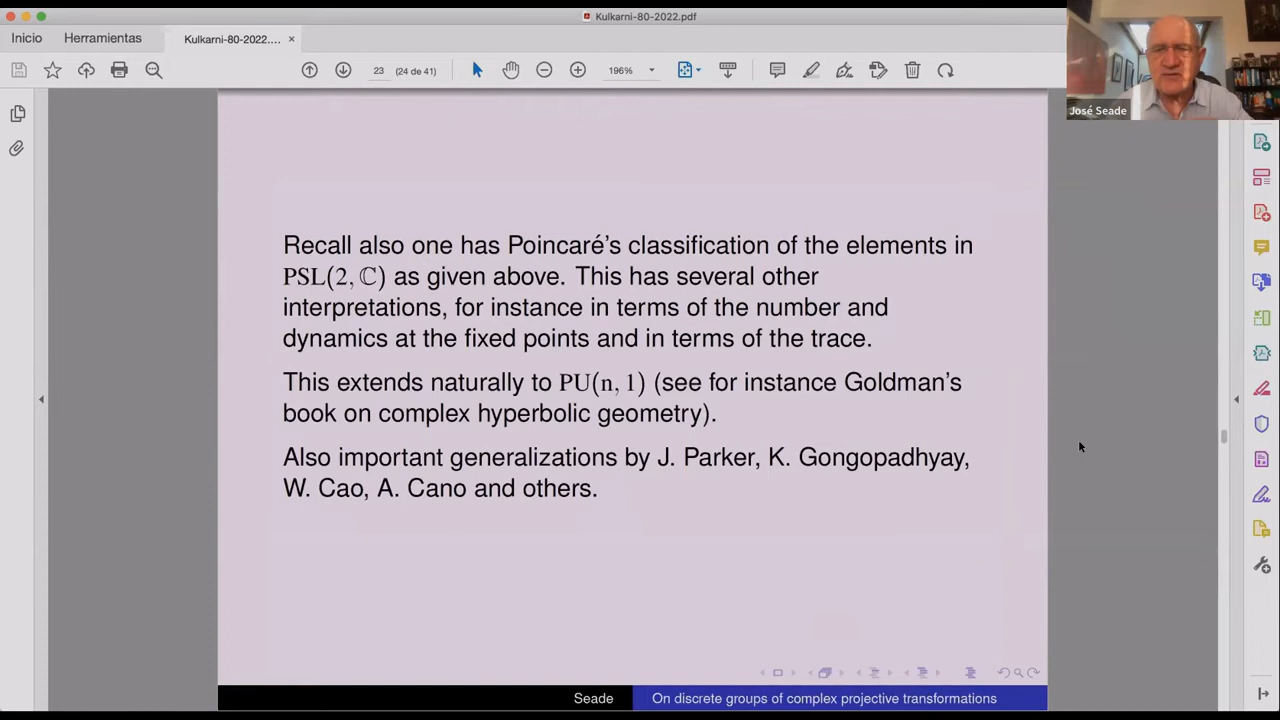 Kulkarni-80-2022.pdf
Inicio
Herramientas
Kulkarni-80-2022....
23
(24 de 41)
196%
José Seade
Recall also one has Poincaré's classification of the elements in
PSL(2, ℂ) as given above. This has several other
interpretations, for instance in terms of the number and
dynamics at the fixed points and in terms of the trace.
This extends naturally to PU(n, 1) (see for instance Goldman's
book on complex hyperbolic geometry).
Also important generalizations by J. Parker, K. Gongopadhyay,
W. Cao, A. Cano and others.
Seade
On discrete groups of complex projective transformations